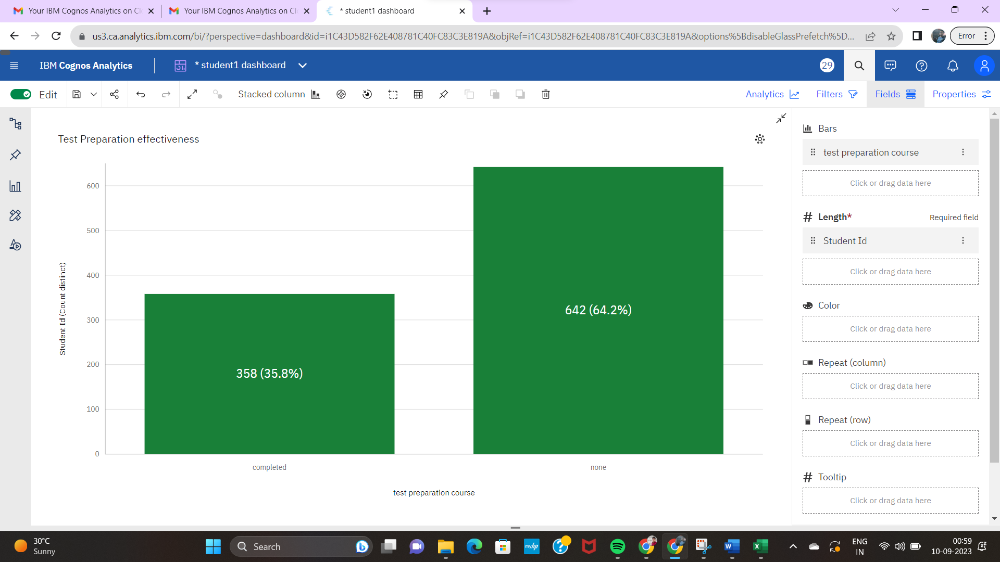 Your IBM Cognos Analytics on Cl
Your IBM Cognos Analytics on Cl
* student1 dashboard
us3.ca.analytics.ibm.com/bi/?perspective=dashboard&id=i1C43D582F62E408781C40FC83C3E819A&objRef=i1C43D582F62E408781C40FC83C3E819A&options%5BdisableGlassPrefetch%5D...
Error
IBM Cognos Analytics
* student1 dashboard
29
Edit
Stacked column
Analytics
Filters
Fields
Properties
Test Preparation effectiveness
600
500
400
300
200
100
0
Student Id (Count distinct)
358 (35.8%)
642 (64.2%)
completed
none
test preparation course
Bars
test preparation course
Click or drag data here
Length*
Required field
Student Id
Click or drag data here
Color
Click or drag data here
Repeat (column)
Click or drag data here
Repeat (row)
Click or drag data here
Tooltip
Click or drag data here
30°C
Sunny
Search
myhp
W
X
ENG
IN
00:59
10-09-2023